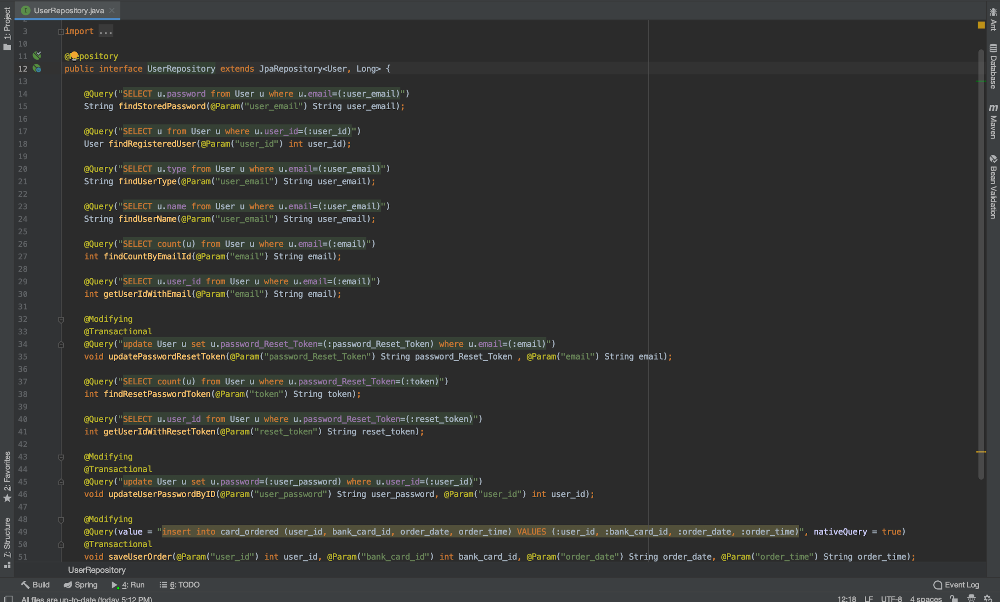 UserRepository.java
1: Project
2: Favorites
7: Structure
Ant
Database
m Maven
Bean Validation
3 import ...
10
11 @Repository
12 public interface UserRepository extends JpaRepository<User, Long> {
13
14 @Query("SELECT u.password from User u where u.email=(:user_email)")
15 String findStoredPassword(@Param("user_email") String user_email);
16
17 @Query("SELECT u from User u where u.user_id=(:user_id)")
18 User findRegisteredUser(@Param("user_id") int user_id);
19
20 @Query("SELECT u.type from User u where u.email=(:user_email)")
21 String findUserType(@Param("user_email") String user_email);
22
23 @Query("SELECT u.name from User u where u.email=(:user_email)")
24 String findUserName(@Param("user_email") String user_email);
25
26 @Query("SELECT count(u) from User u where u.email=(:email)")
27 int findCountByEmailId(@Param("email") String email);
28
29 @Query("SELECT u.user_id from User u where u.email=(:email)")
30 int getUserIdWithEmail(@Param("email") String email);
31
32 @Modifying
33 @Transactional
34 @Query("update User u set u.password_Reset_Token=(:password_Reset_Token) where u.email=(:email)")
35 void updatePasswordResetToken(@Param("password_Reset_Token") String password_Reset_Token , @Param("email") String email);
36
37 @Query("SELECT count(u) from User u where u.password_Reset_Token=(:token)")
38 int findResetPasswordToken(@Param("token") String token);
39
40 @Query("SELECT u.user_id from User u where u.password_Reset_Token=(:reset_token)")
41 int getUserIdWithResetToken(@Param("reset_token") String reset_token);
42
43 @Modifying
44 @Transactional
45 @Query("update User u set u.password=(:user_password) where u.user_id=(:user_id)")
46 void updateUserPasswordByID(@Param("user_password") String user_password, @Param("user_id") int user_id);
47
48 @Modifying
49 @Query(value = "insert into card_ordered (user_id, bank_card_id, order_date, order_time) VALUES (:user_id, :bank_card_id, :order_date, :order_time)", nativeQuery = true)
50 @Transactional
51 void saveUserOrder(@Param("user_id") int user_id, @Param("bank_card_id") int bank_card_id, @Param("order_date") String order_date, @Param("order_time") String order_time);
UserRepository
Build Spring 4: Run 6: TODO Event Log
All files are up-to-date (today 5:12 PM) 12:18 LF UTF-8 4 spaces